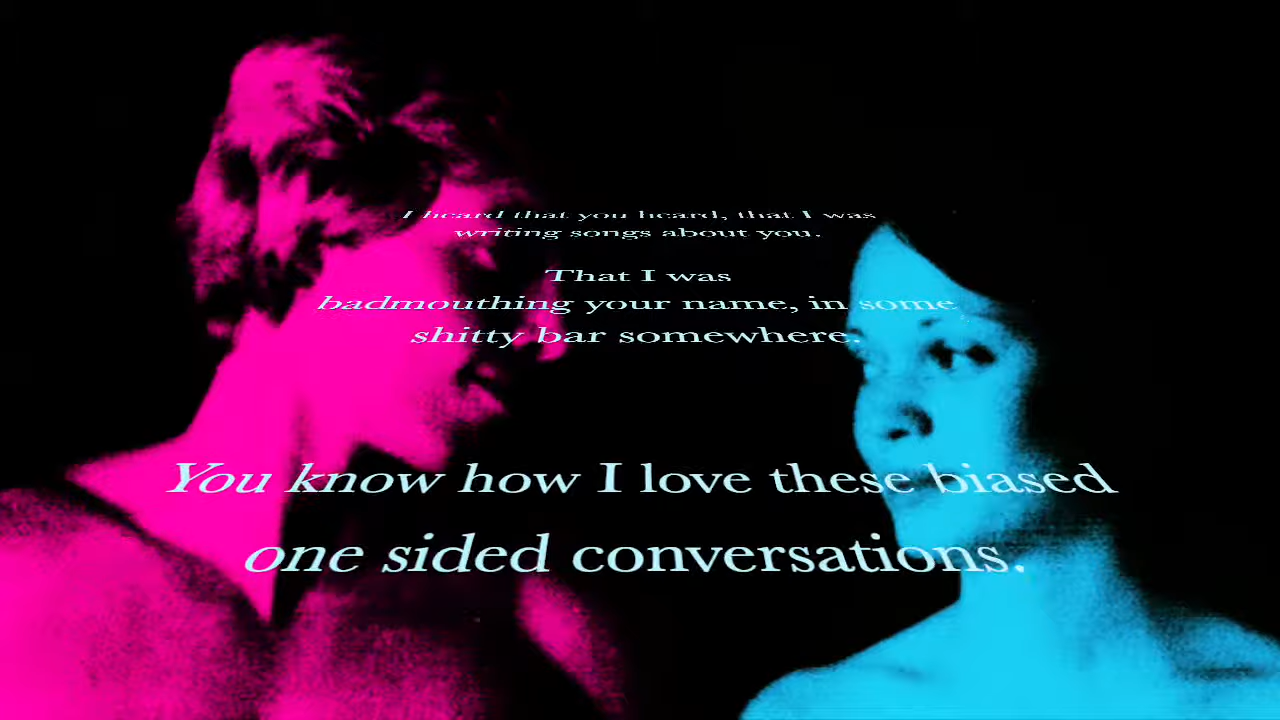 I heard that you heard, that I was
writing songs about you.
That I was
badmouthing your name, in some
shitty bar somewhere.
You know how I love these biased
one sided conversations.